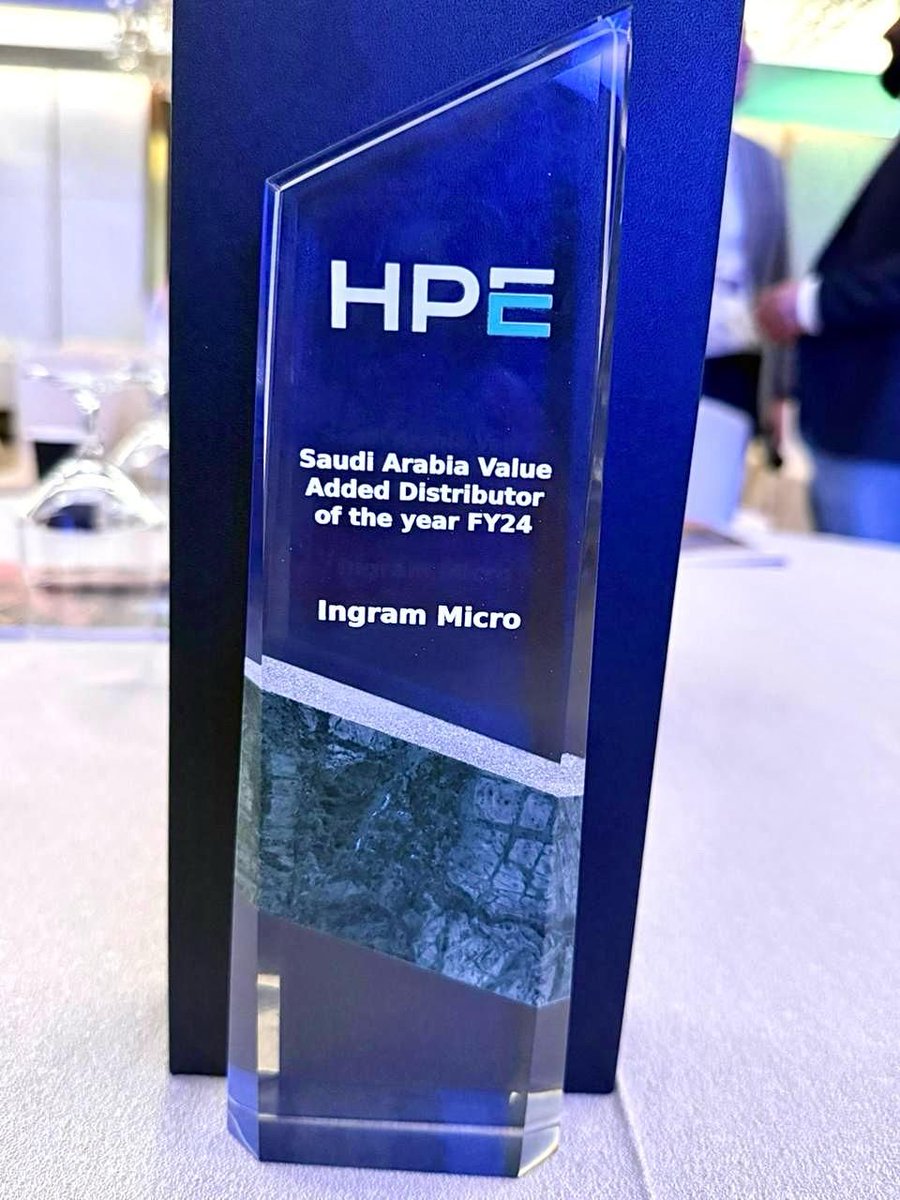 HPE
Saudi Arabia Value
Added Distributor
of the year FY24
Ingram Micro